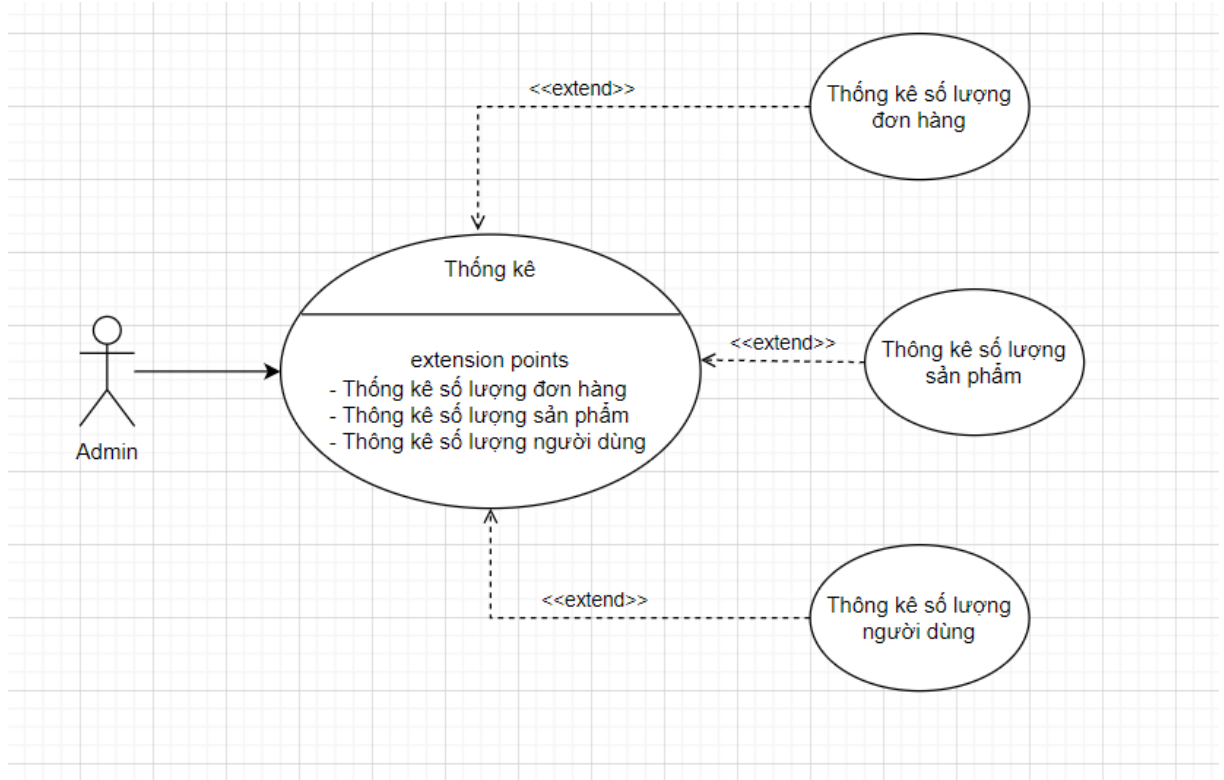 <<extend>>
Thống kê số lượng
đơn hàng
Thống kê
extension points
- Thống kê số lượng đơn hàng
- Thông kê số lượng sản phẩm
- Thông kê số lượng người dùng
<<extend>>
Thông kê số lượng
sản phẩm
Admin
<<extend>>
Thông kê số lượng
người dùng